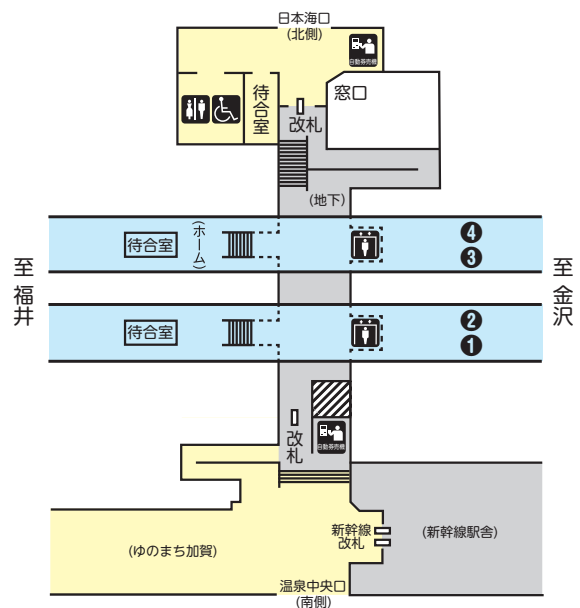 日本海口
(北側)
自動券売機
待合室
窓口
改札
(地下)
待合室
(ホーム)
4
3
至 福井
至 金沢
待合室
2
1
改札
自動券売機
新幹線
改札
(新幹線駅舎)
(ゆのまち加賀)
温泉中央口
(南側)